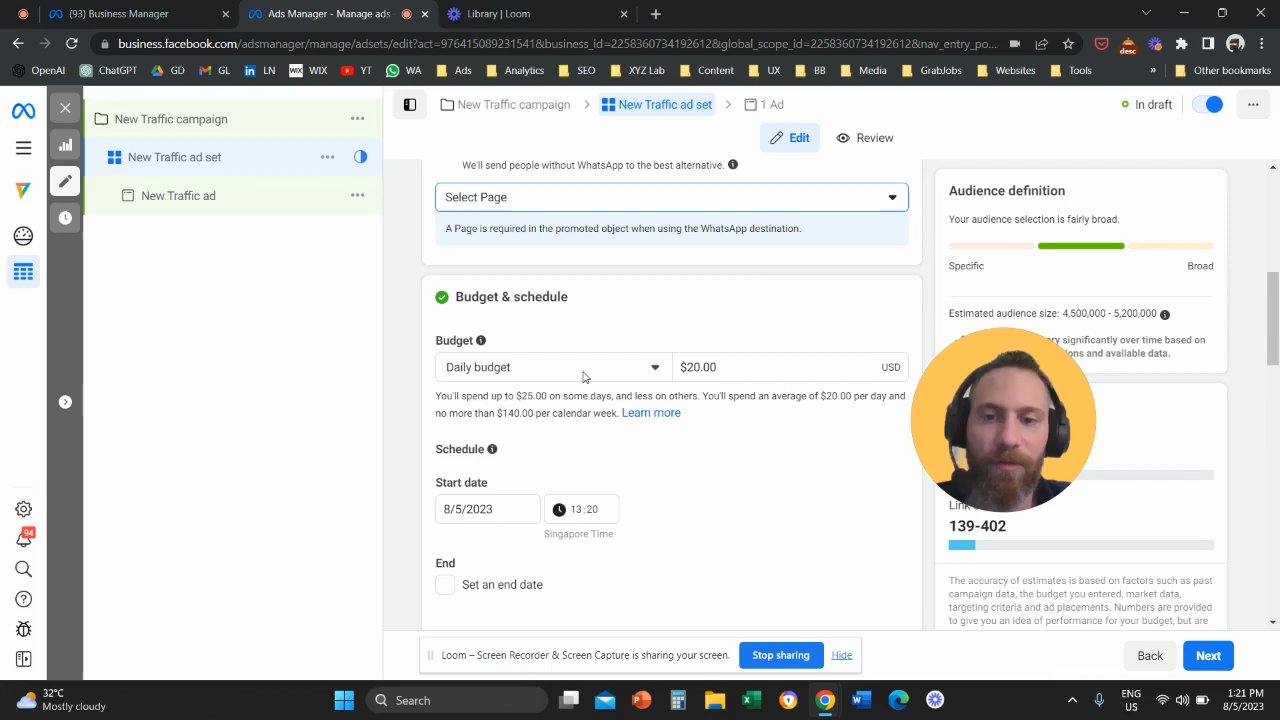 (93) Business Manager
Ads Manager - Manage ads
Library | Loom
business.facebook.com/adsmanager/manage/adsets/edit?act=976415089231541&business_id=2258360734192612&global_scope_id=2258360734192612&nav_entry_po...
desc
OpenAI
ChatGPT
GD
GL
LN
WIX
WIX
YT
WA
Ads
Analytics
SEO
XYZ Lab
Content
UX
BB
Media
GrabJobs
Websites
Tools
»
Other bookmarks
New Traffic campaign
New Traffic ad set
New Traffic ad
94
New Traffic campaign
New Traffic ad set
1 Ad
In draft
Edit
Review
We'll send people without WhatsApp to the best alternative.
Select Page
A Page is required in the promoted object when using the WhatsApp destination.
Budget & schedule
Budget
Daily budget
$20.00
USD
You'll spend up to $25.00 on some days, and less on others. You'll spend an average of $20.00 per day and
no more than $140.00 per calendar week. Learn more
Schedule
Start date
8/5/2023
13:20
Singapore Time
End
Set an end date
Audience definition
Your audience selection is fairly broad.
Specific
Broad
Estimated audience size: 4,500,000 - 5,200,000
significantly over time based on
and available data.
Link
139-402
The accuracy of estimates is based on factors such as past
campaign data, the budget you entered, market data,
targeting criteria and ad placements. Numbers are provided
to give you an idea of performance for your budget, but are
Loom – Screen Recorder & Screen Capture is sharing your screen.
Stop sharing
Hide
Back
Next
32°C
Mostly cloudy
Search
ENG
US
1:21 PM
8/5/2023